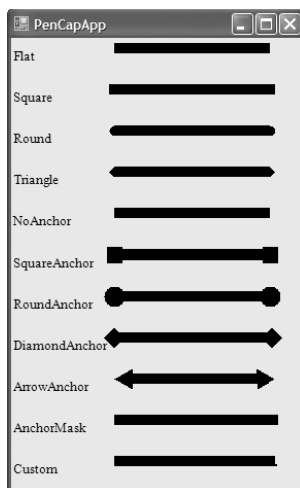 PenCapApp
Flat
Square
Round
Triangle
NoAnchor
SquareAnchor
RoundAnchor
DiamondAnchor
ArrowAnchor
AnchorMask
Custom